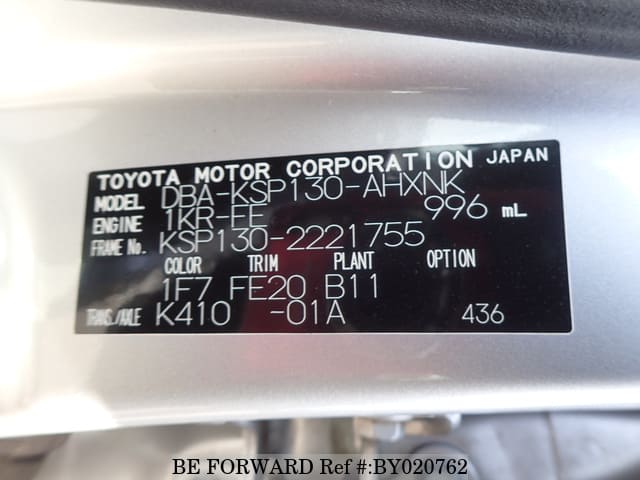 TOYOTA MOTOR CORPORATION JAPAN
MODEL DBA-KSP130-AHXNK
ENGINE 1KR-FE 996 mL
FRAME No. KSP130-2221755
COLOR TRIM PLANT OPTION
1F7 FE20 B11
TRANS./AXLE K410 -01A 436
BE FORWARD Ref #:BY020762